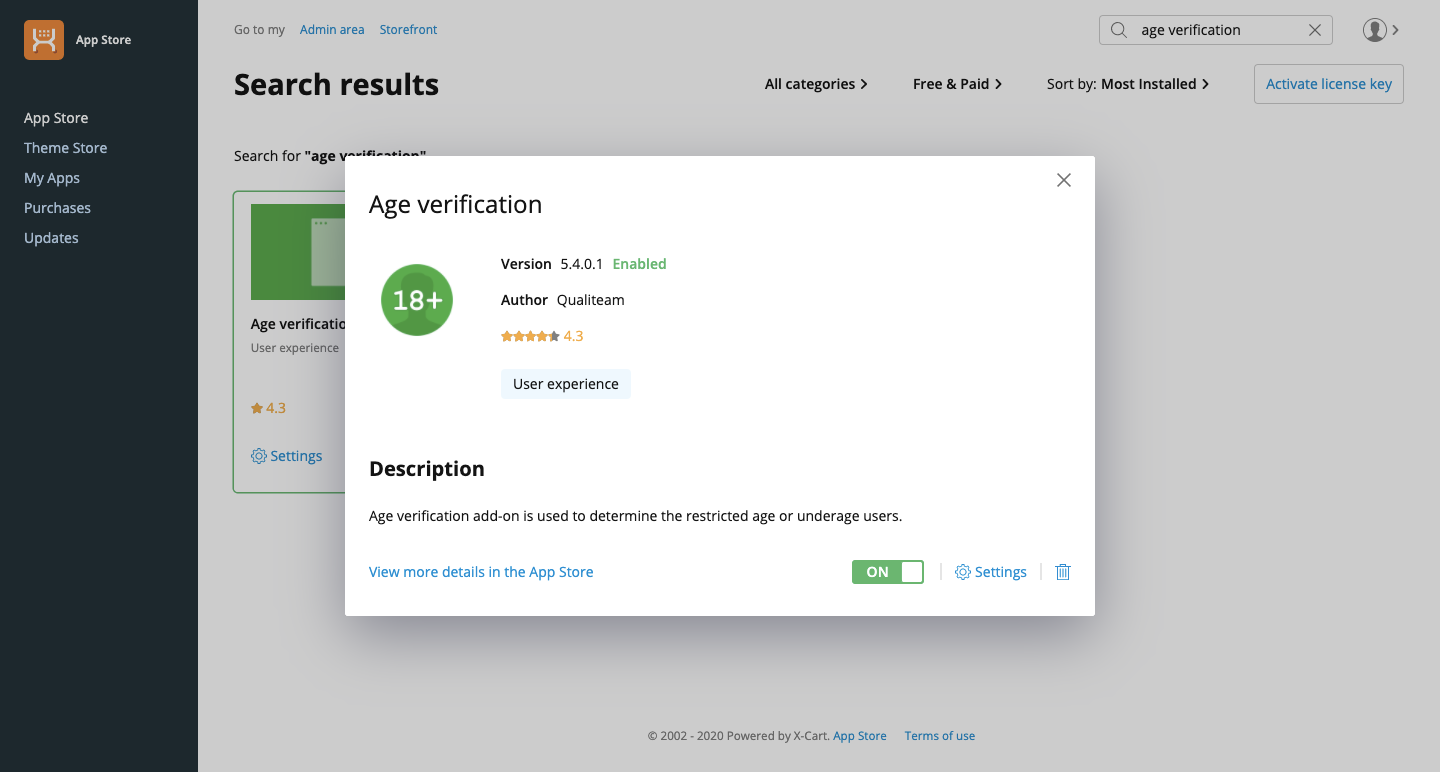 App Store
Go to my Admin area Storefront
age verification
Search results
All categories
Free & Paid
Sort by: Most Installed
Activate license key
App Store
Theme Store
My Apps
Purchases
Updates
Search for "age verification"
Age verificatio
User experience
4.3
Settings
Age verification
18+
Version 5.4.0.1 Enabled
Author Qualiteam
4.3
User experience
Description
Age verification add-on is used to determine the restricted age or underage users.
View more details in the App Store
ON
Settings
© 2002 - 2020 Powered by X-Cart. App Store Terms of use